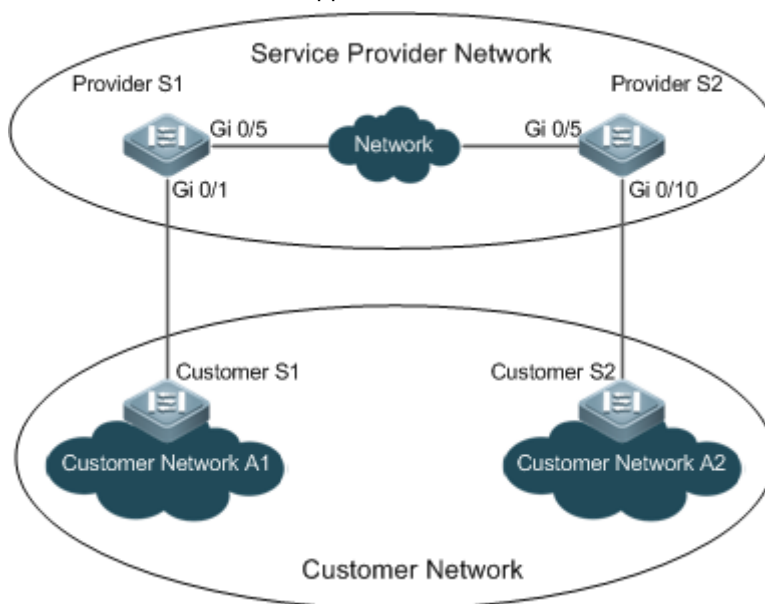 Service Provider Network
Provider S1
Provider S2
Gi 0/5
Network
Gi 0/5
Gi 0/1
Gi 0/10
Customer S1
Customer S2
Customer Network A1
Customer Network A2
Customer Network